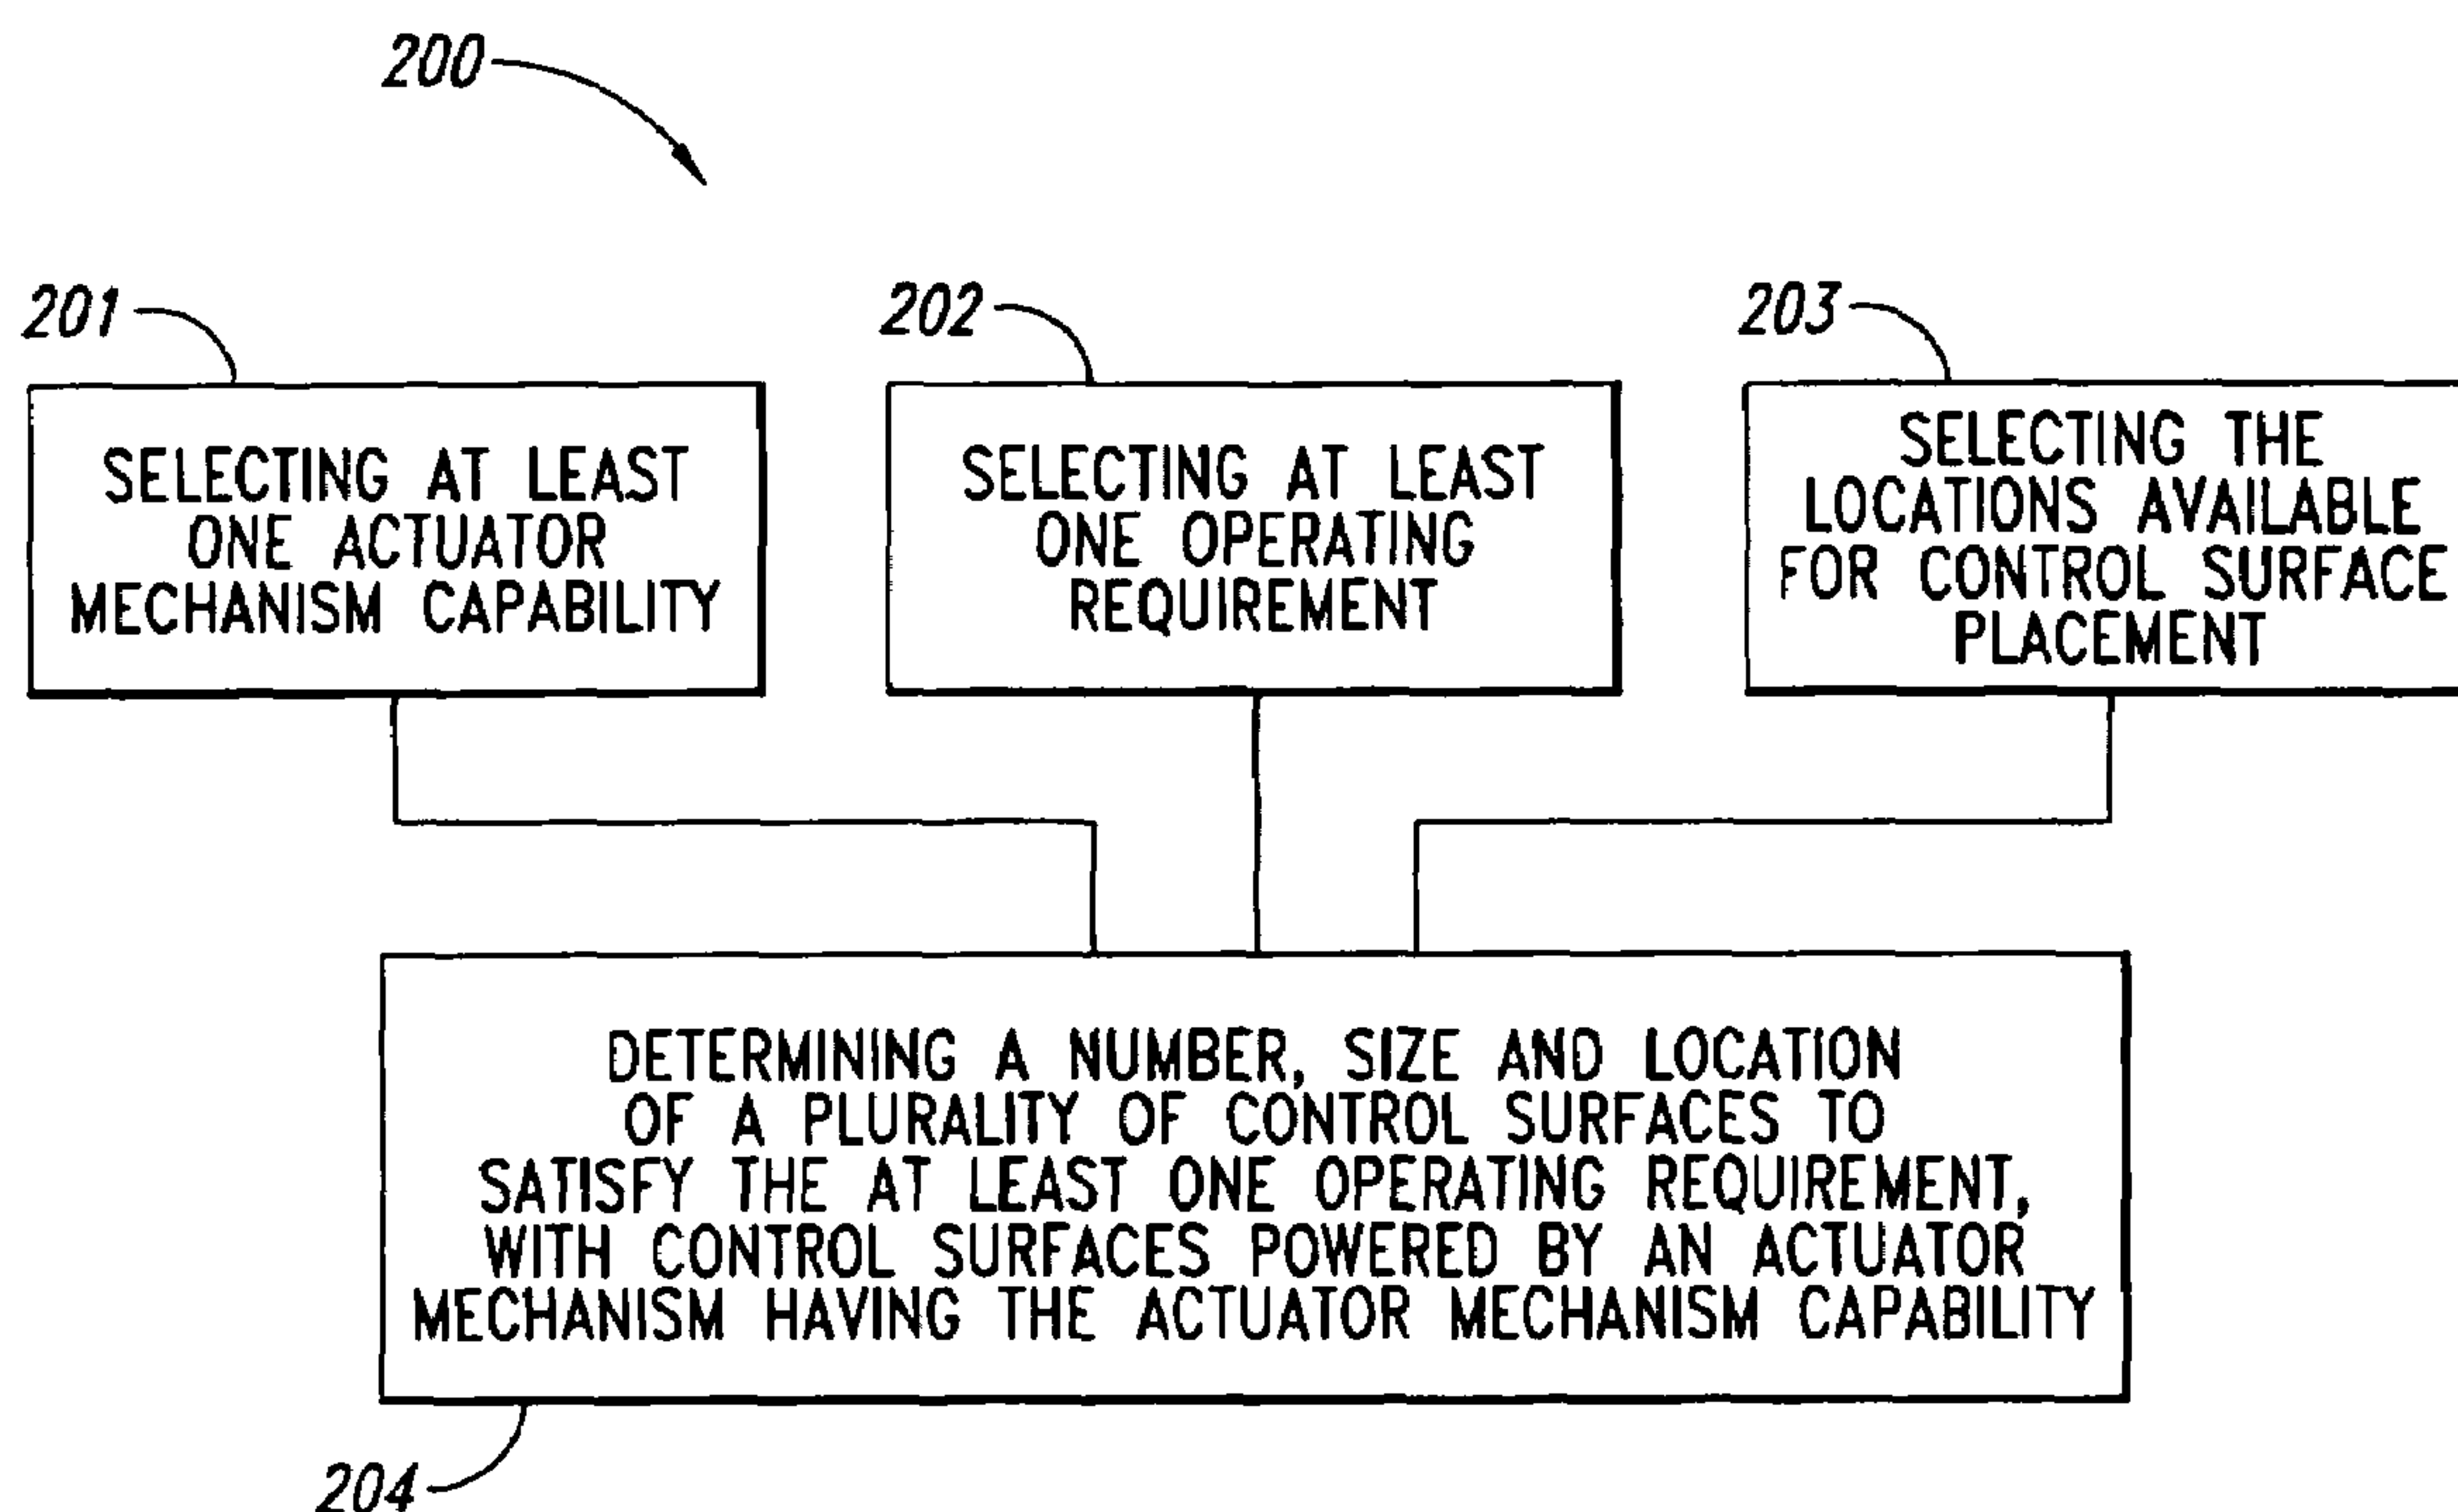 200
201
SELECTING AT LEAST
ONE ACTUATOR
MECHANISM CAPABILITY
202
SELECTING AT LEAST
ONE OPERATING
REQUIREMENT
203
SELECTING THE
LOCATIONS AVAILABLE
FOR CONTROL SURFACE
PLACEMENT
DETERMINING A NUMBER, SIZE AND LOCATION
OF A PLURALITY OF CONTROL SURFACES TO
SATISFY THE AT LEAST ONE OPERATING REQUIREMENT,
WITH CONTROL SURFACES POWERED BY AN ACTUATOR
MECHANISM HAVING THE ACTUATOR MECHANISM CAPABILITY
204